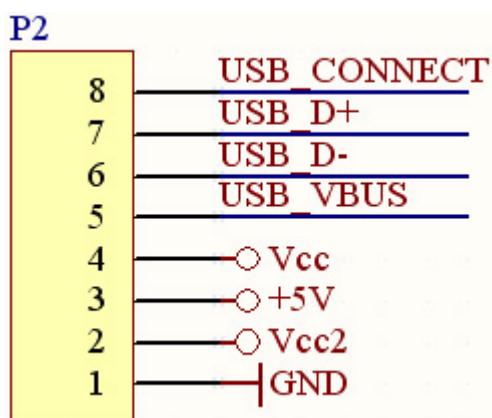 P2
8 USB_CONNECT
7 USB_D+
6 USB_D-
5 USB_VBUS
4 Vcc
3 +5V
2 Vcc2
1 GND